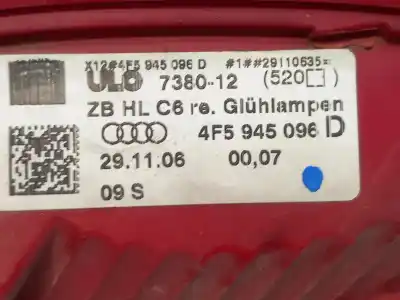 X12#4F5 945 096 D #1##29110635=
ULO 7380-12 (520□)
ZB HL C6 re. Glühlampen
4F5 945 096 D
29.11.06 00,07
09 S